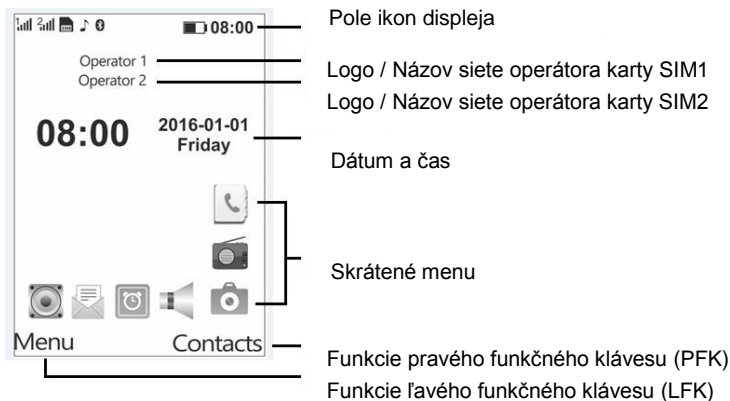 1 2 08:00
Pole ikon displeja
Operator 1
Logo / Názov siete operátora karty SIM1
Operator 2
Logo / Názov siete operátora karty SIM2
08:00
2016-01-01
Friday
Dátum a čas
Skrátené menu
Menu Contacts
Funkcie pravého funkčného klávesu (PFK)
Funkcie ľavého funkčného klávesu (LFK)